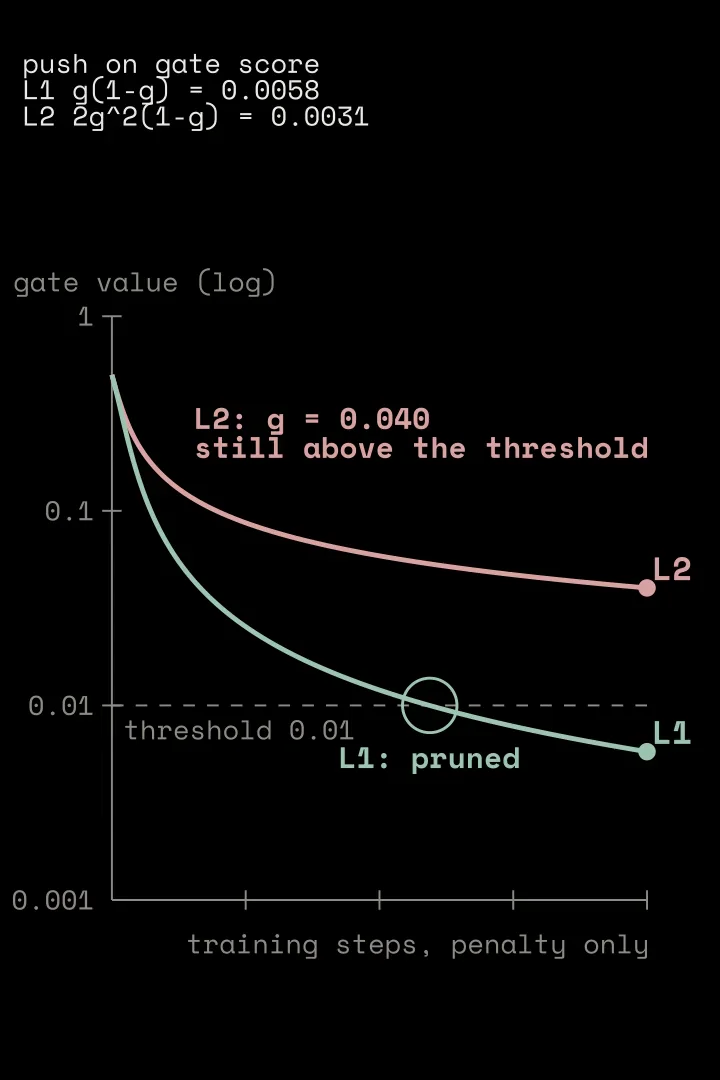 push on gate score
L1 g(1-g) = 0.0058
L2 2g^2(1-g) = 0.0031
gate value (log)
1
L2: g = 0.040
still above the threshold
0.1
L2
0.01
threshold 0.01
L1
L1: pruned
0.001
training steps, penalty only